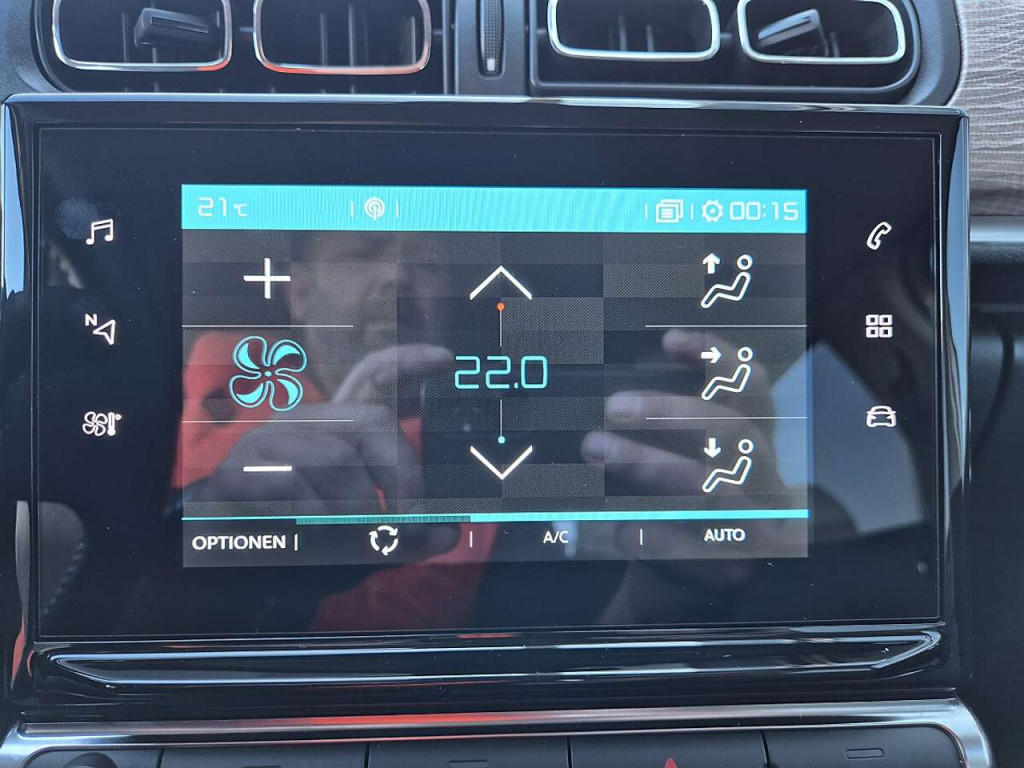 21°C 00:15
N
22.0
OPTIONEN | A/C | AUTO